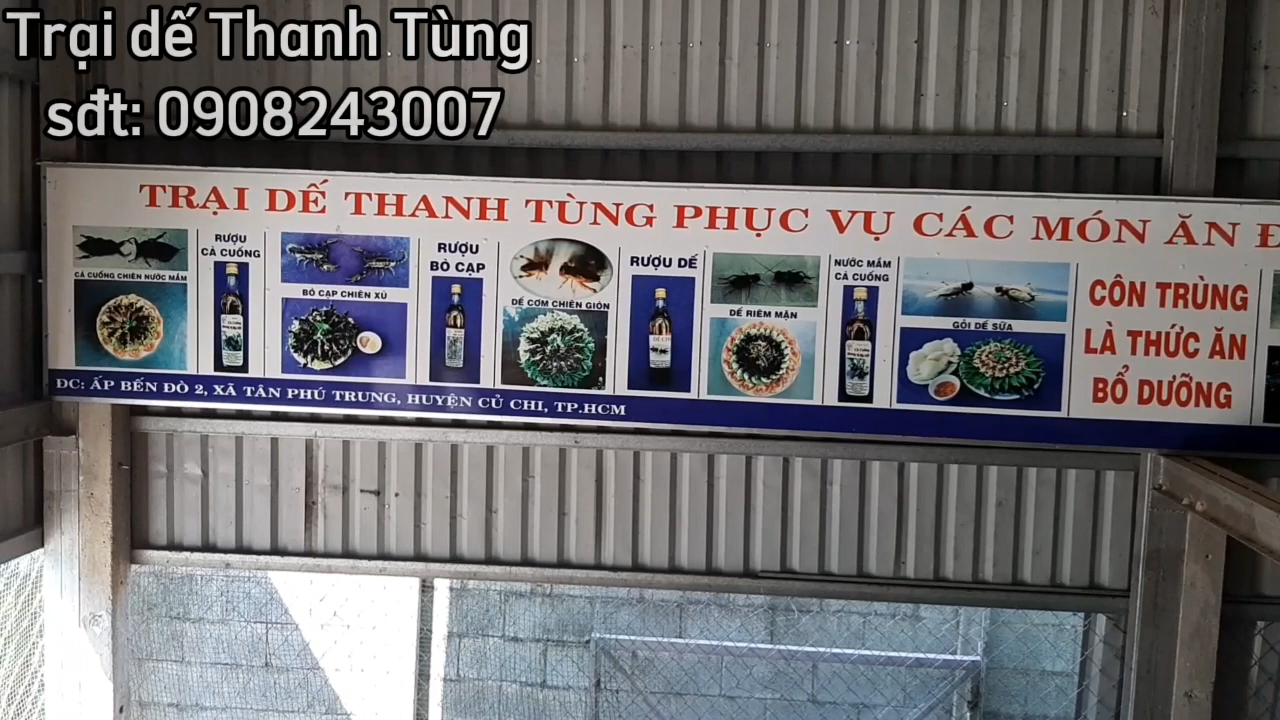 Trại dế Thanh Tùng
sđt: 0908243007
TRẠI DẾ THANH TÙNG PHỤC VỤ CÁC MÓN ĂN Đ
CÀ CUỐNG CHIÊN NƯỚC MẮM
RƯỢU
CÀ CUỐNG
BÒ CẠP CHIÊN XÙ
RƯỢU
BÒ CẠP
DẾ CƠM CHIÊN GIÒN
RƯỢU DẾ
DẾ RIÊM MẶN
NƯỚC MẮM
CÀ CUỐNG
GỎI DẾ SỮA
CÔN TRÙNG
LÀ THỨC ĂN
BỔ DƯỠNG
ĐC: ẤP BẾN ĐÒ 2, XÃ TÂN PHÚ TRUNG, HUYỆN CỦ CHI, TP.HCM